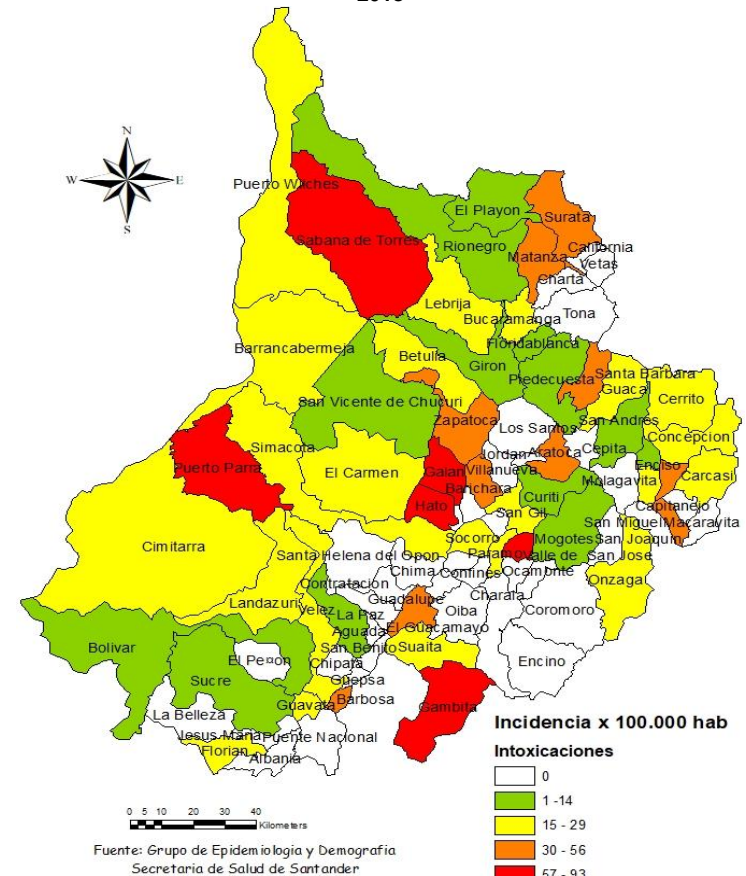 N
W E
S
Puerto Wilches
El Playon
Surata
Sabana de Torres
Rionegro
California
Matanza
Vetas
Charta
Lebrija
Tona
Bucaramanga
Floridablanca
Barrancabermeja
Betulia
Giron
Piedecuesta
Santa Barbara
Guaca
Cerrito
San Vicente de Chucuri
Zapatoca
Los Santos
San Andres
Concepcion
Simacota
Jordan
Aratoca
Cepita
Puerto Parra
El Carmen
Galan
Villanueva
Enciso
Carcasi
Molagavita
Barichara
Curiti
Hato
San Gil
Capitanejo
San Miguel
Macaravita
Cimitarra
Socorro
Mogotes
San Joaquin
Santa Helena del Opon
Paramo
Valle de San Jose
Chima
Confines
Ocamonte
Onzaga
Contratacion
Landazuri
Velez
Guadalupe
Charala
La Paz
Oiba
Coromoro
Aguada
El Guacamayo
Bolivar
San Benito
Suaita
El Peñon
Chipata
Encino
Sucre
Guepsa
Guavata
Barbosa
Gambita
La Belleza
Jesus Maria
Puente Nacional
Florian
Albania
Incidencia x 100.000 hab
Intoxicaciones
0
1 -14
15 - 29
30 - 56
57 - 93
0 5 10 20 30 40
Kilometers
Fuente: Grupo de Epidemiologia y Demografia
Secretaria de Salud de Santander